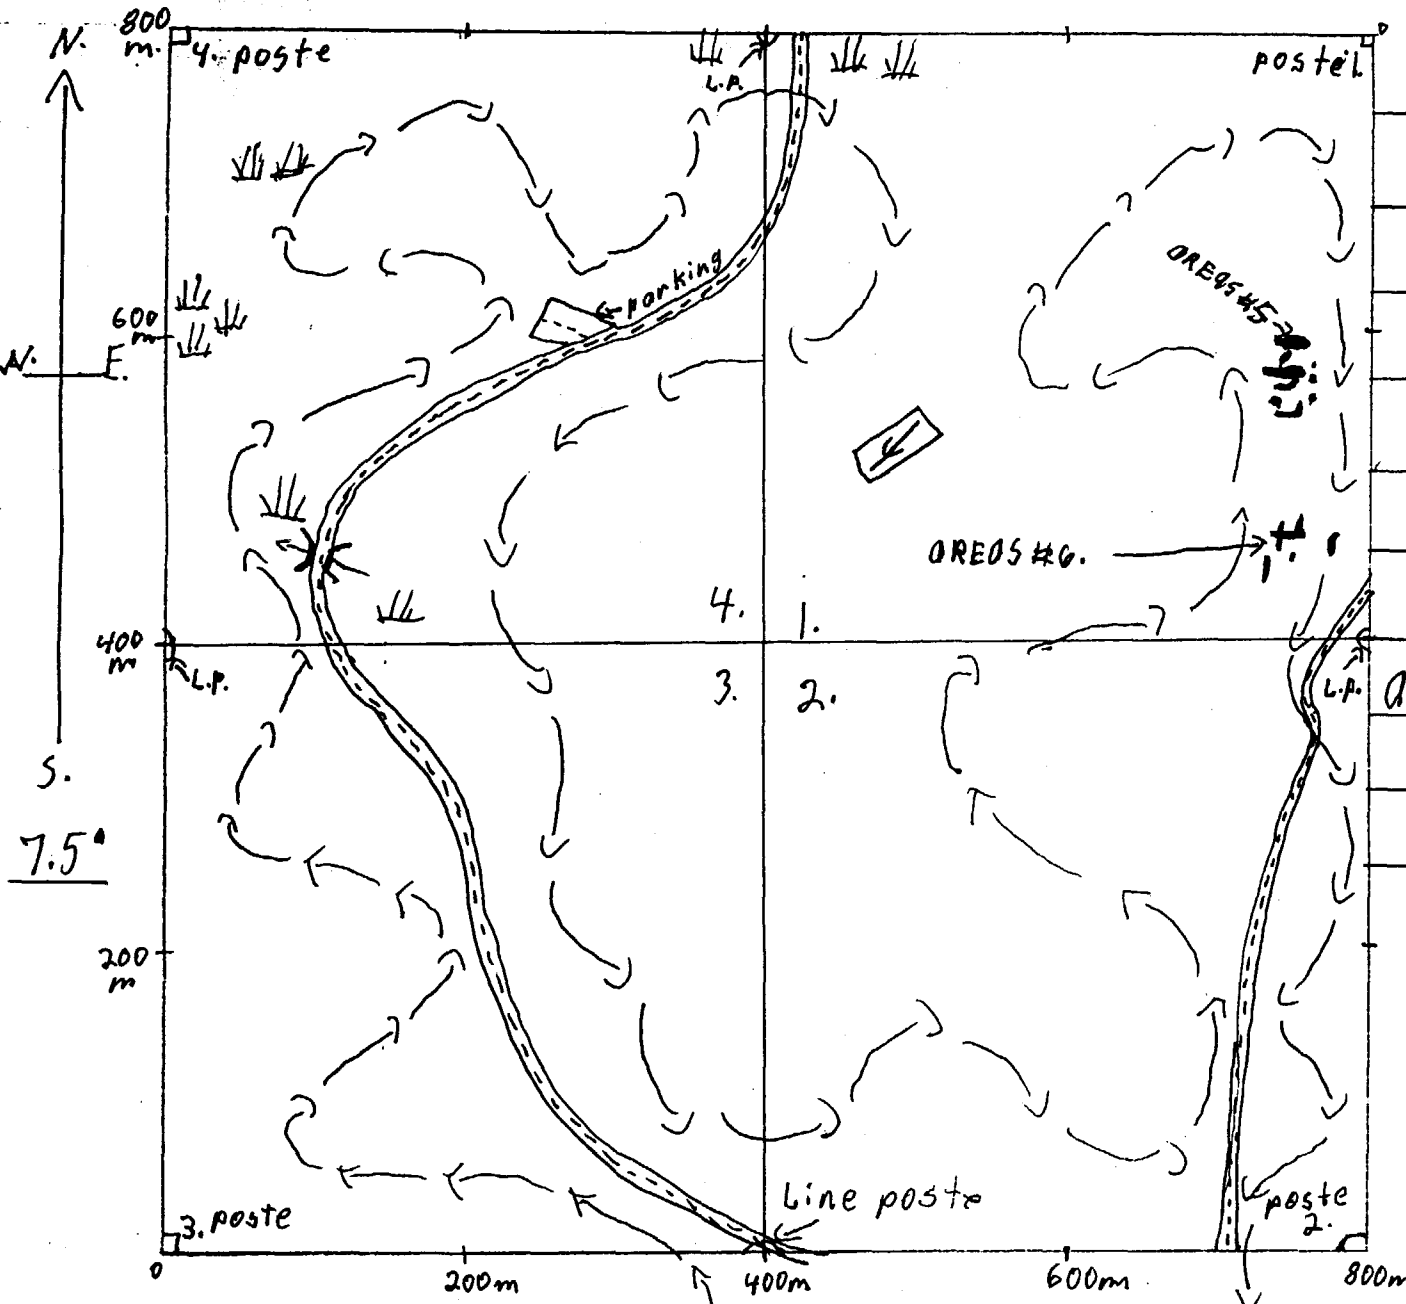 N.
800
m.
4. poste
L.P.
poste 1.
parking
OREOS #5
600
m
N.
E.
OREOS #6.
4.
1.
400
m
L.P.
3.
2.
L.P.
S.
7.5°
200
m
Line poste
3. poste
poste
2.
0
200m
400m
600m
800m